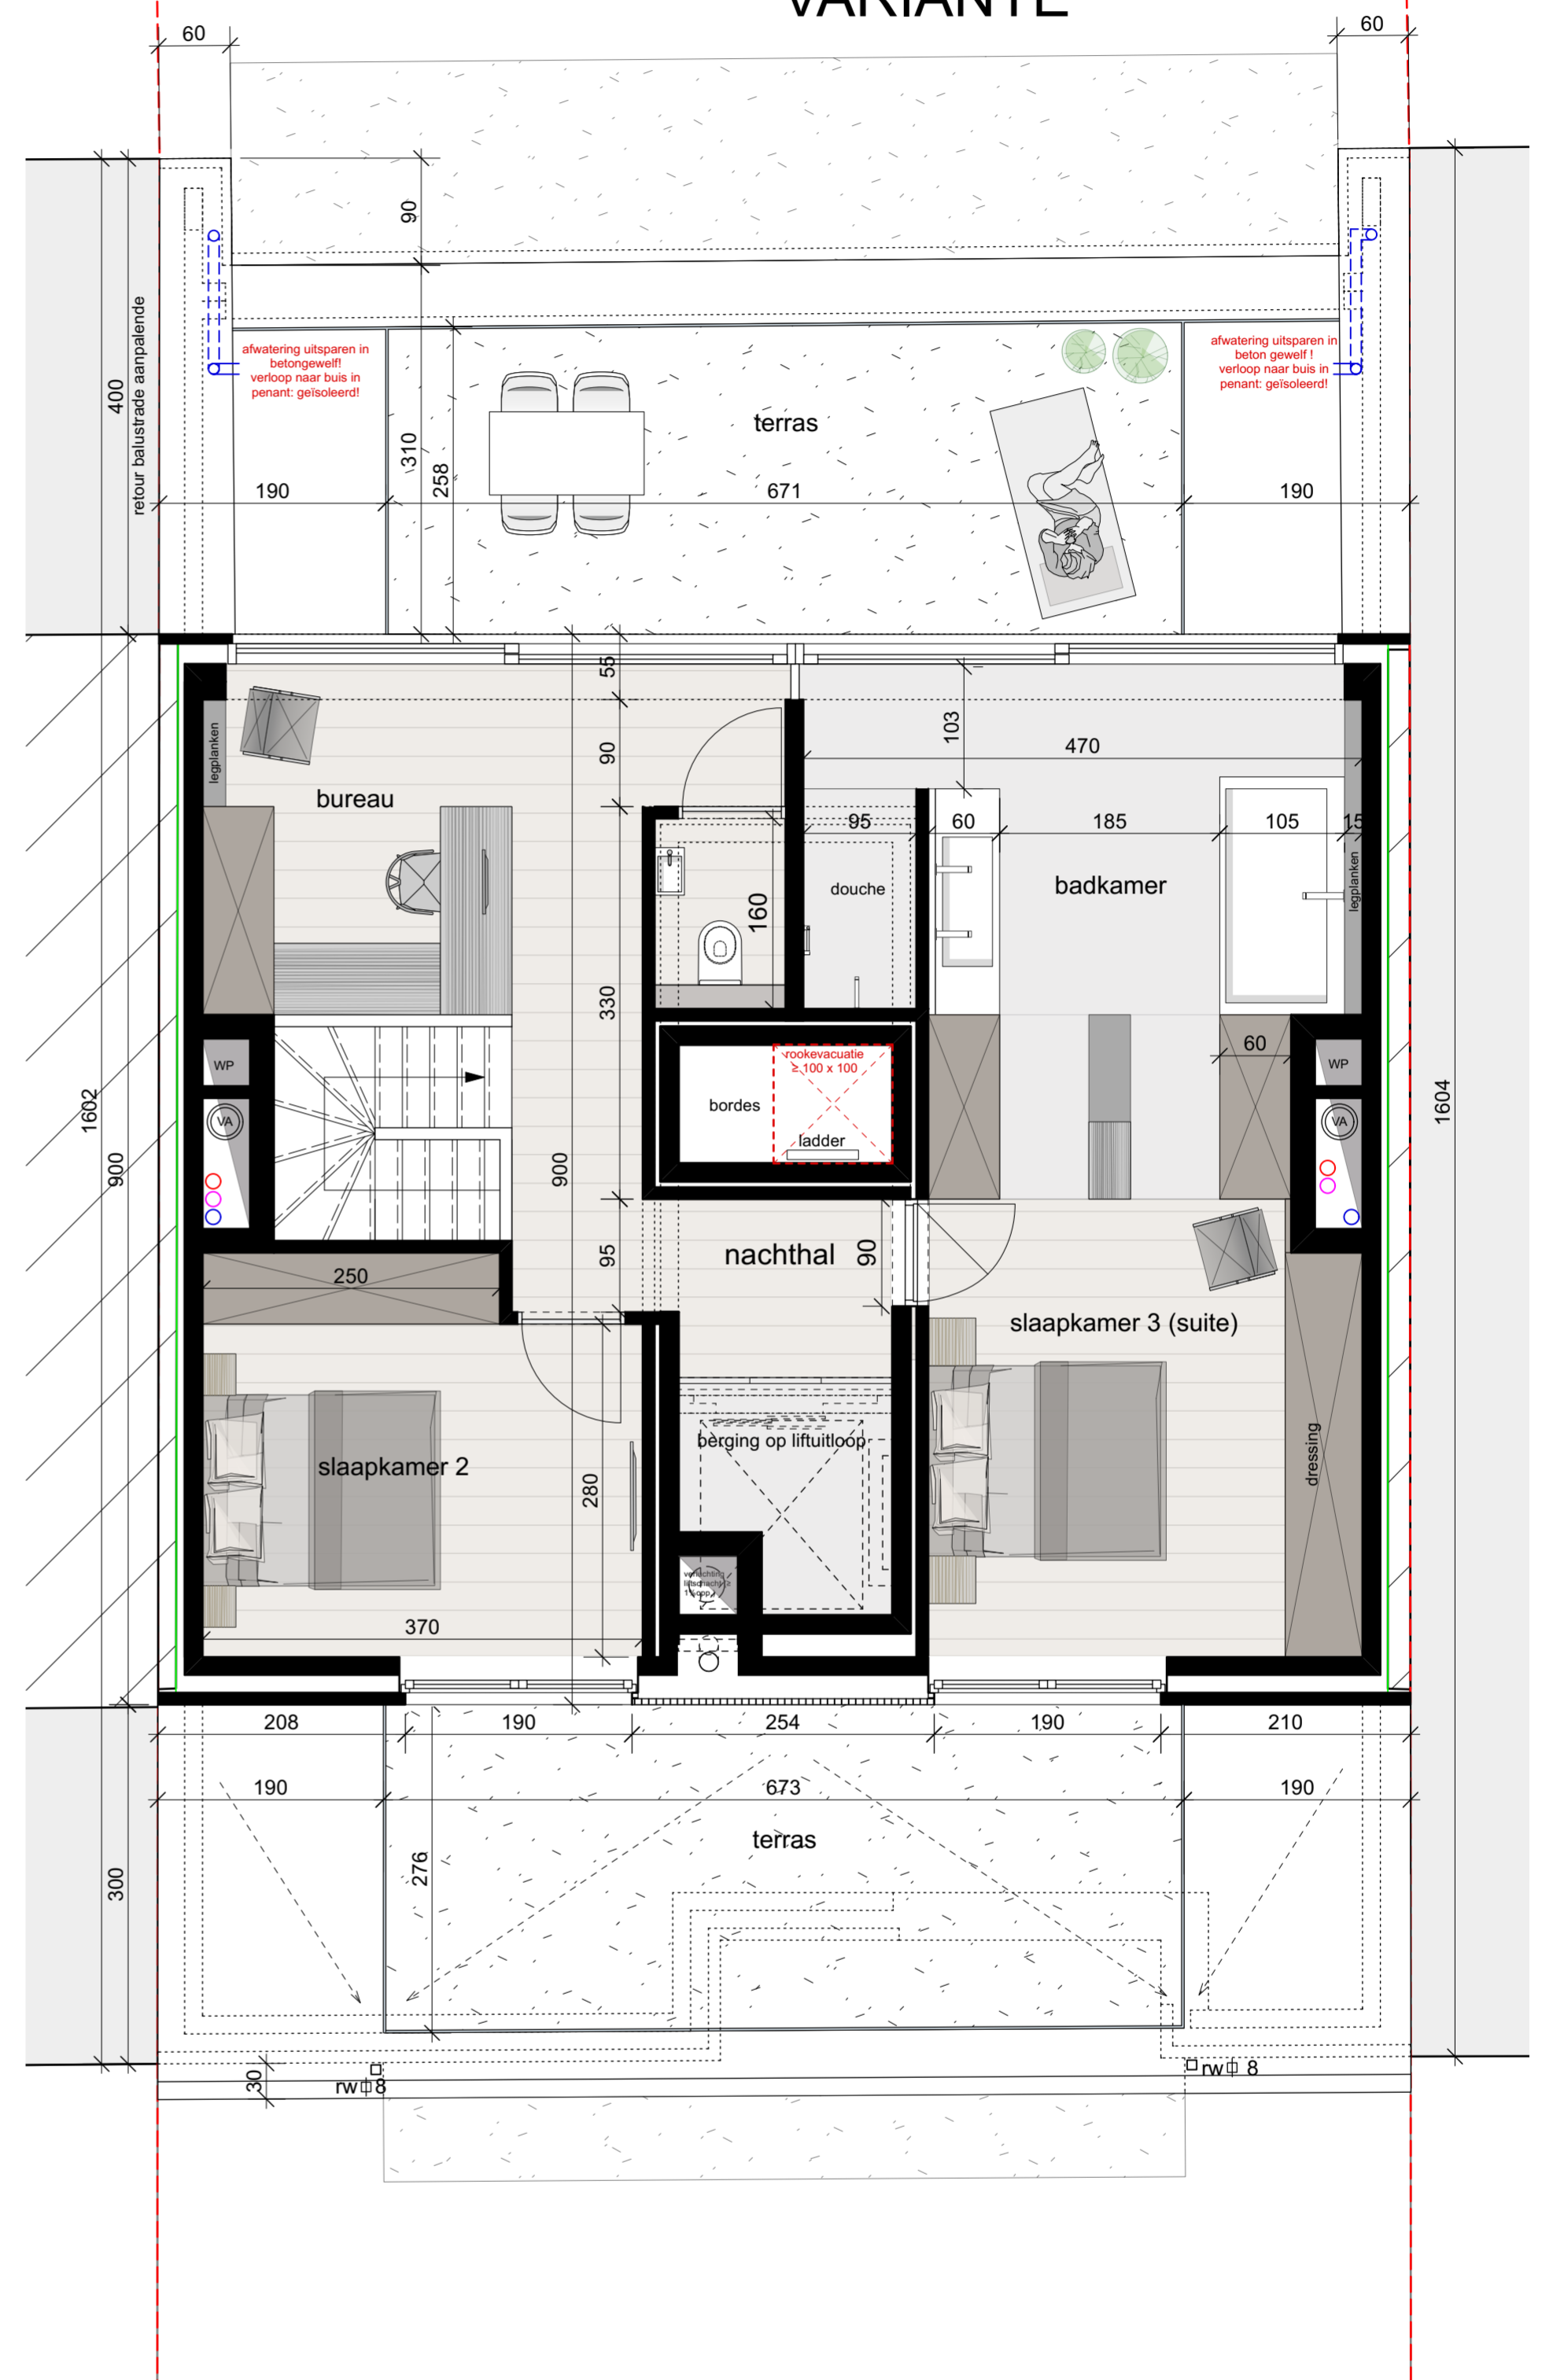 VARIANTE
60
60
90
400
retour balustrade aanpalende
afwatering uitsparen in
betongewelf!
verloop naar buis in
penant: geïsoleerd!
afwatering uitsparen in
beton gewelf !
verloop naar buis in
penant: geïsoleerd!
terras
310
258
190
671
190
55
90
103
470
legplanken
bureau
95
60
185
105
15
legplanken
douche
badkamer
160
330
WP
VA
rookevacuatie
≥ 100 x 100
bordes
ladder
60
WP
VA
1602
900
900
1604
95
nachthal
90
250
slaapkamer 3 (suite)
slaapkamer 2
280
berging op liftuitloop
dressing
verluchting
liftschacht ≥
370
208
190
254
190
210
190
673
190
terras
276
300
30
rw 8
rw 8